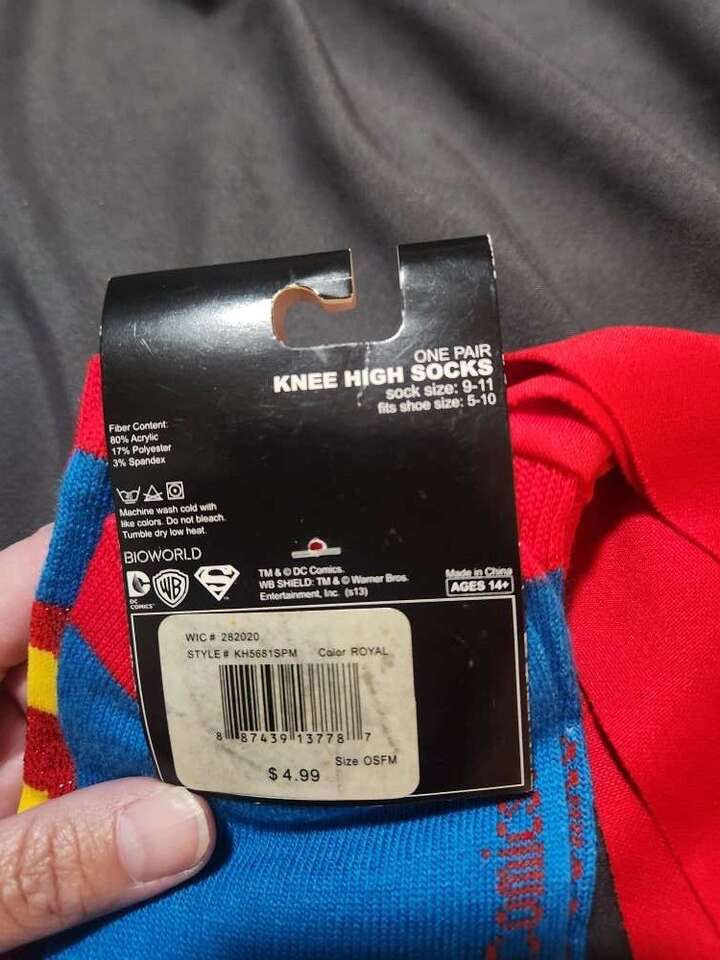 ONE PAIR
KNEE HIGH SOCKS
sock size: 9-11
fits shoe size: 5-10
Fiber Content:
80% Acrylic
17% Polyester
3% Spandex
Machine wash cold with
like colors. Do not bleach.
Tumble dry low heat.
BIOWORLD
DC
COMICS
WB
S
TM & © DC Comics.
WB SHIELD: TM & © Warner Bros.
Entertainment, Inc. (s13)
Made in China
AGES 14+
WIC # 282020
STYLE # KH5681SPM Color ROYAL
8 87439 13778 7
Size OSFM
$ 4.99
omics